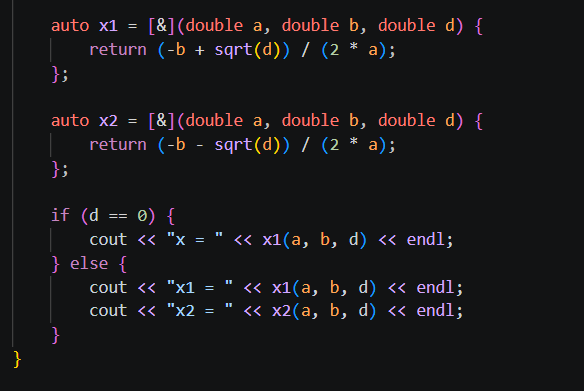 auto x1 = [&](double a, double b, double d) {
return (-b + sqrt(d)) / (2 * a);
};
auto x2 = [&](double a, double b, double d) {
return (-b - sqrt(d)) / (2 * a);
};
if (d == 0) {
cout << "x = " << x1(a, b, d) << endl;
} else {
cout << "x1 = " << x1(a, b, d) << endl;
cout << "x2 = " << x2(a, b, d) << endl;
}
}